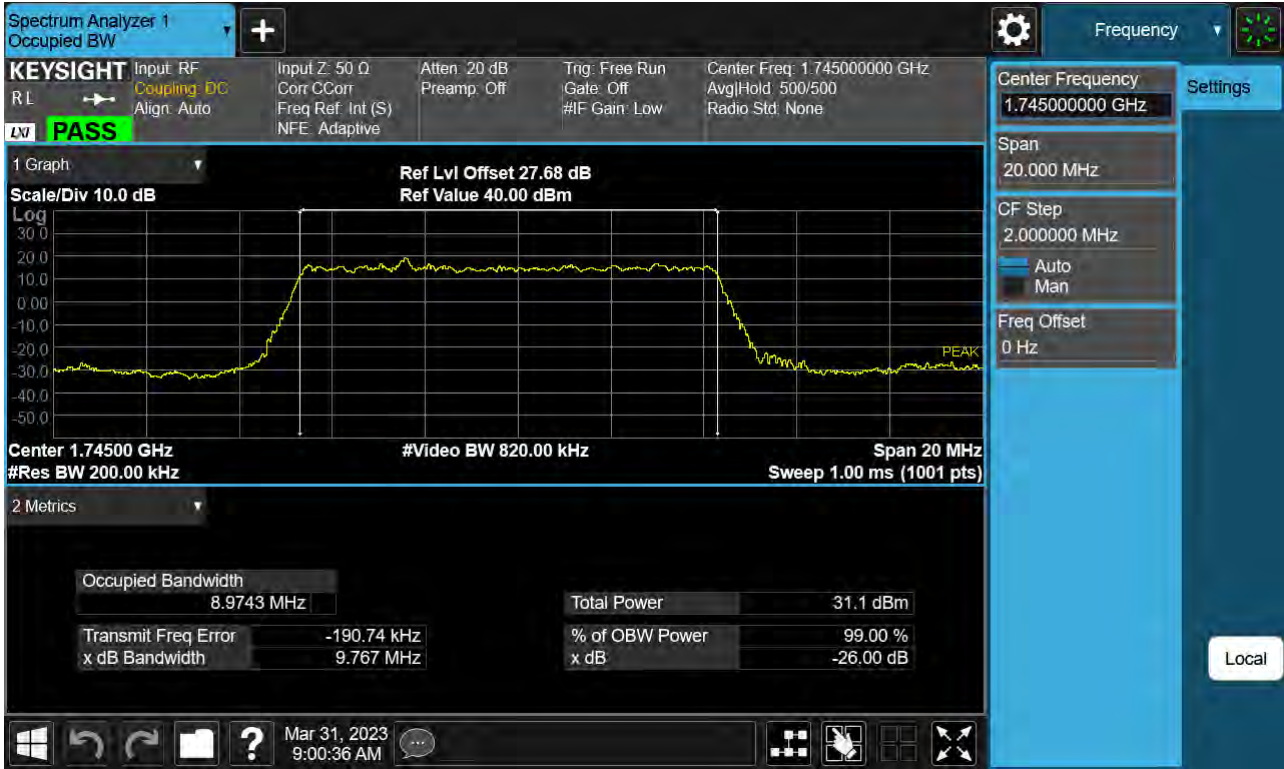 Spectrum Analyzer 1
Occupied BW
Frequency
KEYSIGHT
RL
LXI
PASS
Input: RF
Coupling: DC
Align: Auto
Input Z: 50 Ω
Corr CCorr
Freq Ref: Int (S)
NFE: Adaptive
Atten: 20 dB
Preamp: Off
Trig: Free Run
Gate: Off
#IF Gain: Low
Center Freq: 1.745000000 GHz
Avg|Hold: 500/500
Radio Std: None
Center Frequency
1.745000000 GHz
Settings
Span
20.000 MHz
CF Step
2.000000 MHz
Auto
Man
Freq Offset
0 Hz
Local
1 Graph
Scale/Div 10.0 dB
Ref Lvl Offset 27.68 dB
Ref Value 40.00 dBm
Log
30.0
20.0
10.0
0.00
-10.0
-20.0
-30.0
-40.0
-50.0
PEAK
Center 1.74500 GHz
#Video BW 820.00 kHz
Span 20 MHz
#Res BW 200.00 kHz
Sweep 1.00 ms (1001 pts)
2 Metrics
Occupied Bandwidth
8.9743 MHz
Total Power 31.1 dBm
Transmit Freq Error -190.74 kHz
% of OBW Power 99.00 %
x dB Bandwidth 9.767 MHz
x dB -26.00 dB
?
Mar 31, 2023
9:00:36 AM